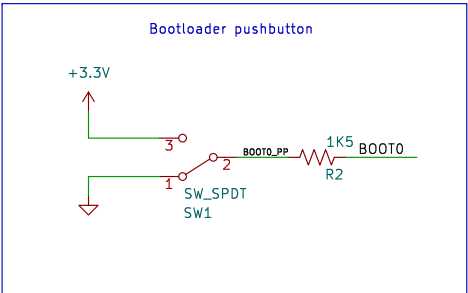 Bootloader pushbutton
+3.3V
3
1K5
BOOT0
BOOT0_PP
2
R2
1
SW_SPDT
SW1